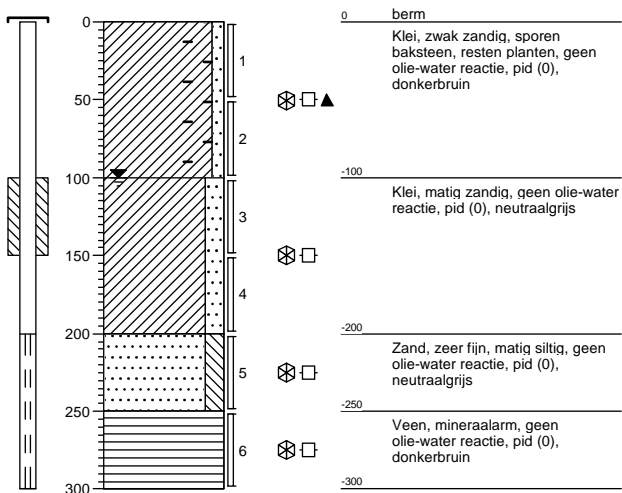 0
50
100
150
200
250
300
1
2
3
4
5
6
0
berm
Klei, zwak zandig, sporen
baksteen, resten planten, geen
olie-water reactie, pid (0),
donkerbruin
-100
Klei, matig zandig, geen olie-water
reactie, pid (0), neutraalgrijs
-200
Zand, zeer fijn, matig siltig, geen
olie-water reactie, pid (0),
neutraalgrijs
-250
Veen, mineraalarm, geen
olie-water reactie, pid (0),
donkerbruin
-300